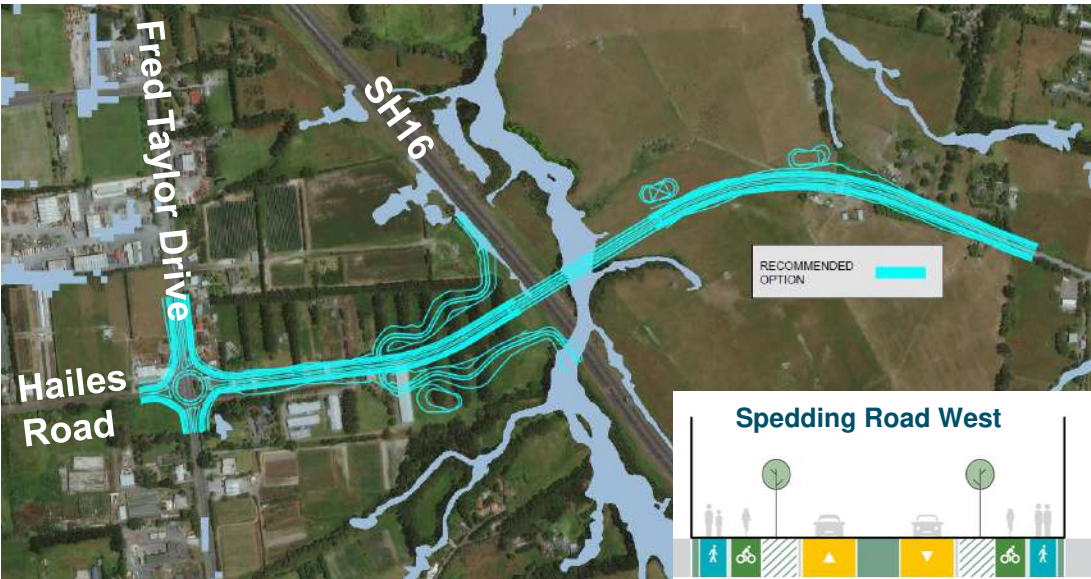 Fred Taylor Drive
SH16
RECOMMENDED
OPTION
Hailes
Road
Spedding Road West